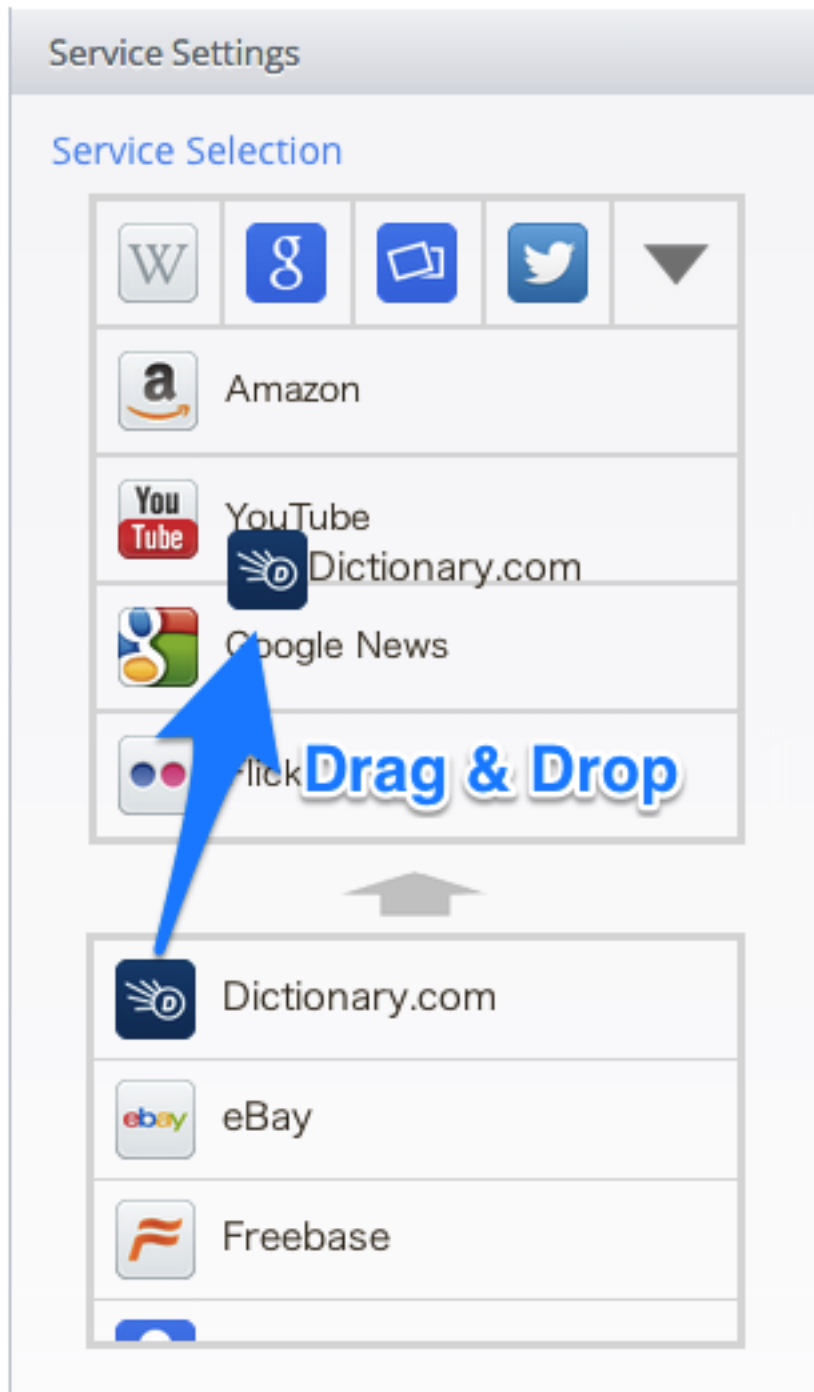 Service Settings
Service Selection
W
g
a
Amazon
You
Tube
YouTube
D
Dictionary.com
g
Google News
Flick
Drag & Drop
D
Dictionary.com
ebay
eBay
Freebase